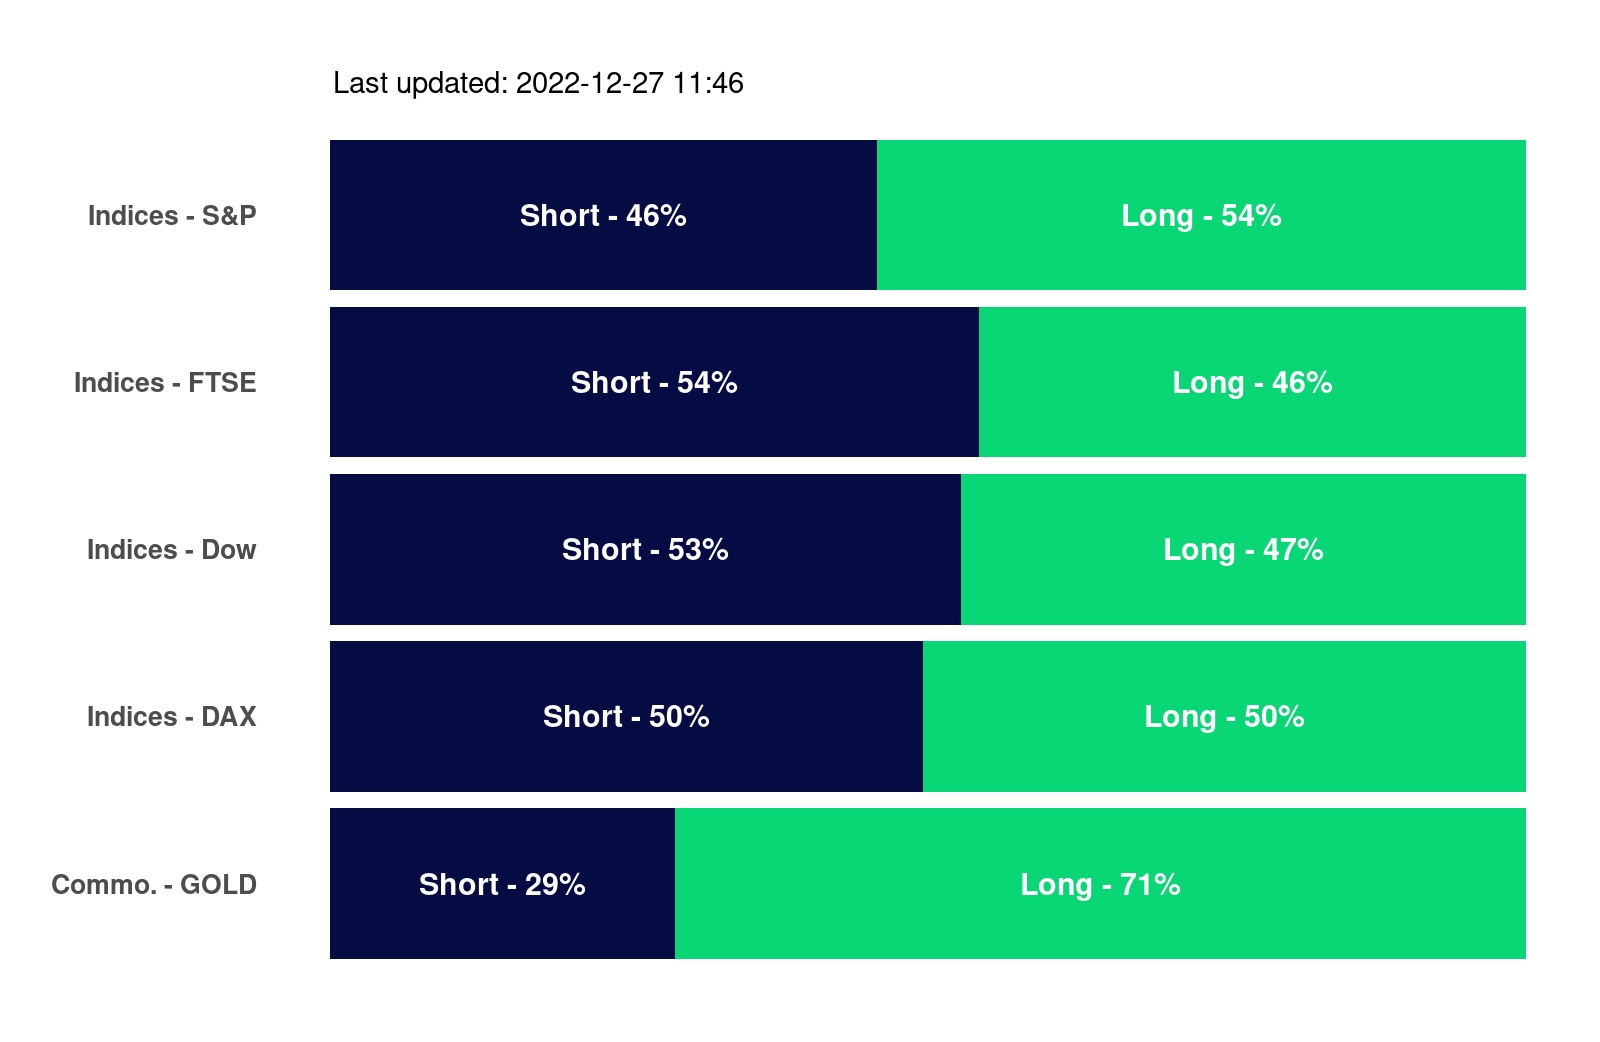 Last updated: 2022-12-27 11:46
Indices - S&P Short - 46% Long - 54%
Indices - FTSE Short - 54% Long - 46%
Indices - Dow Short - 53% Long - 47%
Indices - DAX Short - 50% Long - 50%
Commo. - GOLD Short - 29% Long - 71%